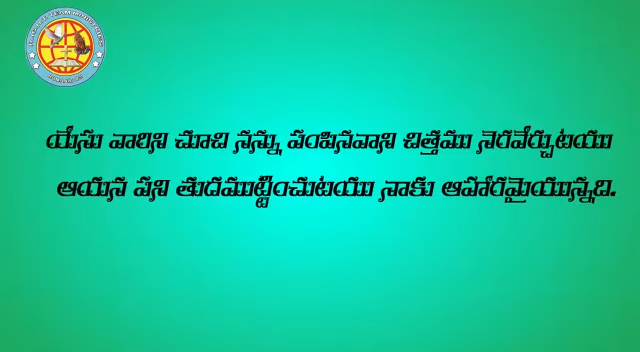 యేసు వారిని చూచి నన్ను పంపినవాని చిత్తము నెరవేర్చుటయు
ఆయన పని తుదముట్టించుటయు నాకు ఆహారమైయున్నది.